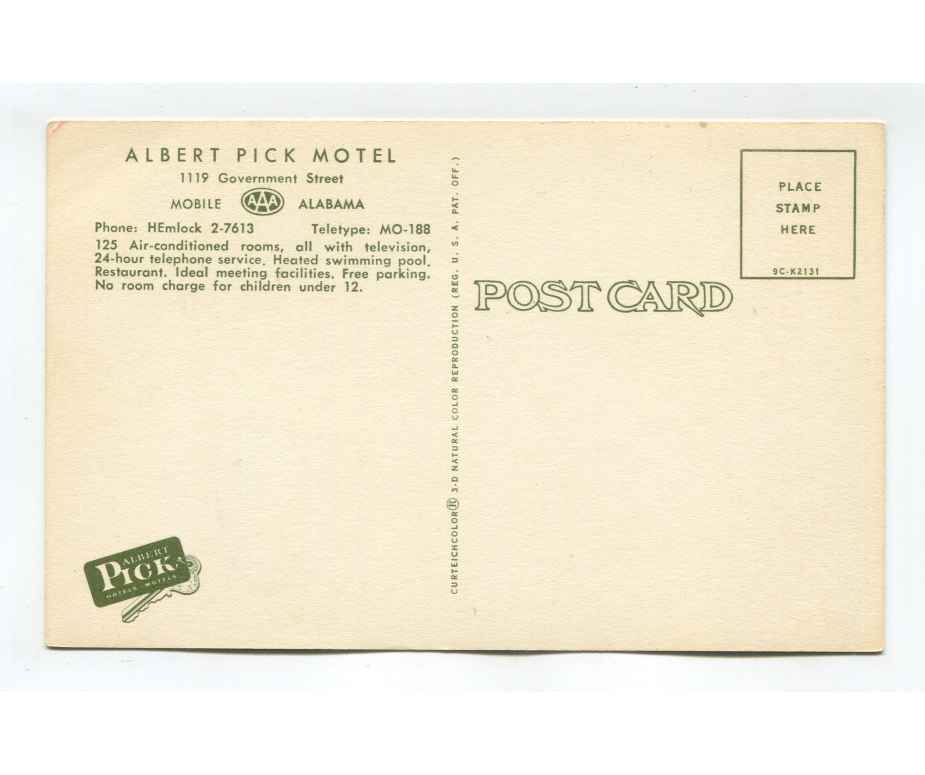 ALBERT PICK MOTEL
1119 Government Street
MOBILE AAA ALABAMA
Phone: HEmlock 2-7613 Teletype: MO-188
125 Air-conditioned rooms, all with television,
24-hour telephone service. Heated swimming pool.
Restaurant. Ideal meeting facilities. Free parking.
No room charge for children under 12.
ALBERT
PICK
HOTELS MOTELS
CURTEICHCOLOR® 3-D NATURAL COLOR REPRODUCTION (REG. U. S. A. PAT. OFF.)
POST CARD
PLACE
STAMP
HERE
9C-K2131